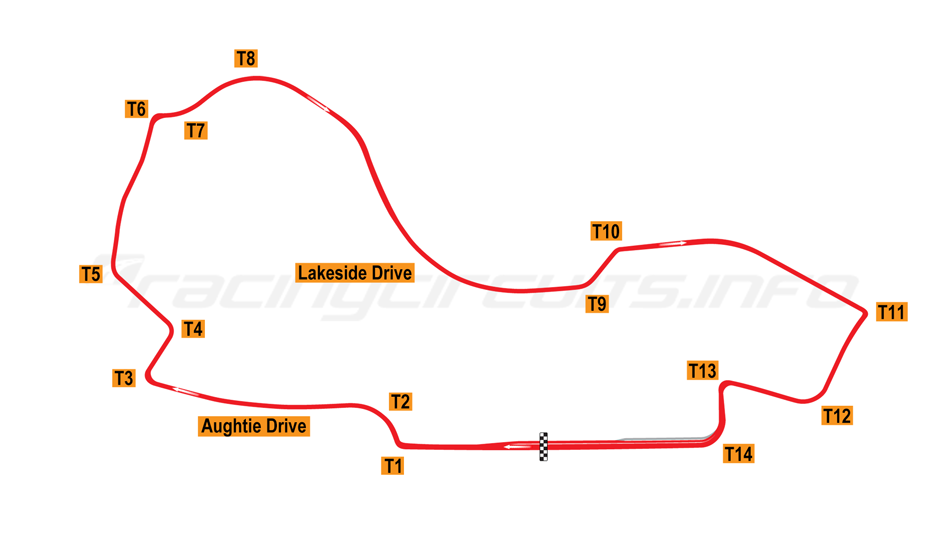 T8
T6
T7
T10
Lakeside Drive
T5
racingcircuits.info
T9
T11
T4
T13
T3
T2
T12
Aughtie Drive
T14
T1